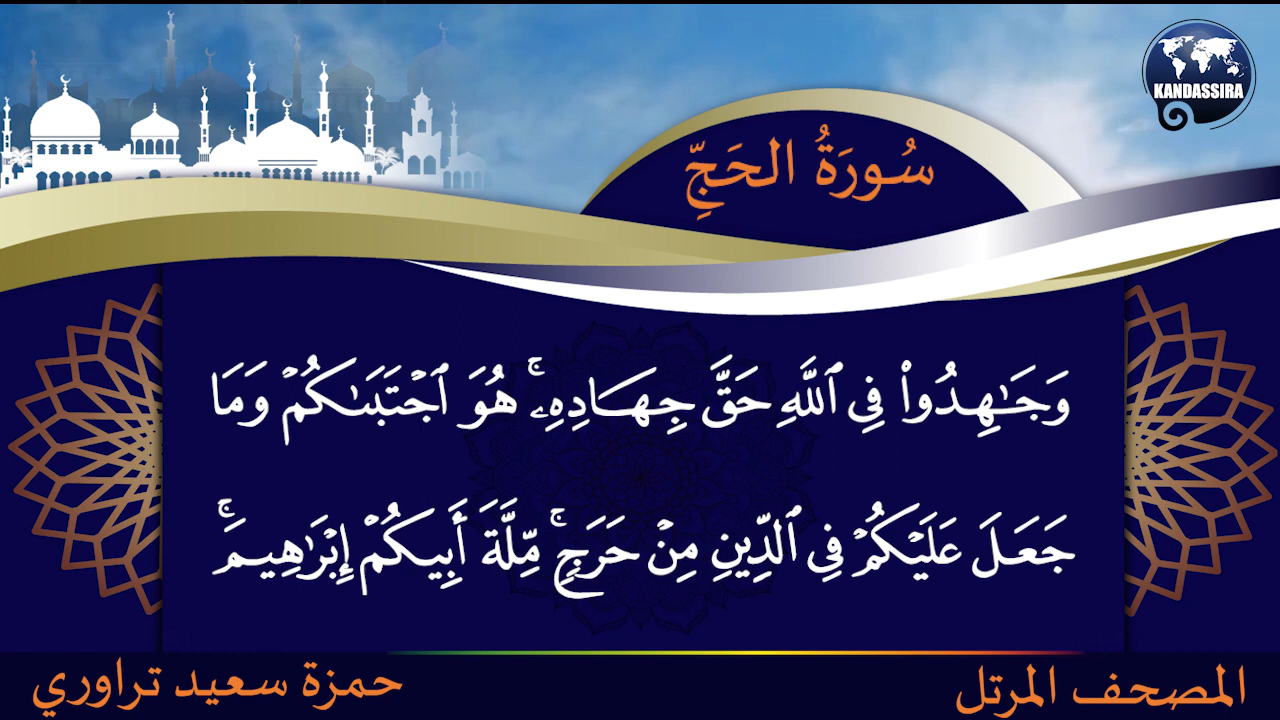 KANDASSIRA
سُورَةُ الحَجِّ
وَجَٰهِدُوا۟ فِى ٱللَّهِ حَقَّ جِهَادِهِۦۚ هُوَ ٱجْتَبَىٰكُمْ وَمَا
جَعَلَ عَلَيْكُمْ فِى ٱلدِّينِ مِنْ حَرَجٍۚ مِّلَّةَ أَبِيكُمْ إِبْرَٰهِيمَۚ
المصحف المرتل
حمزة سعيد تراوري